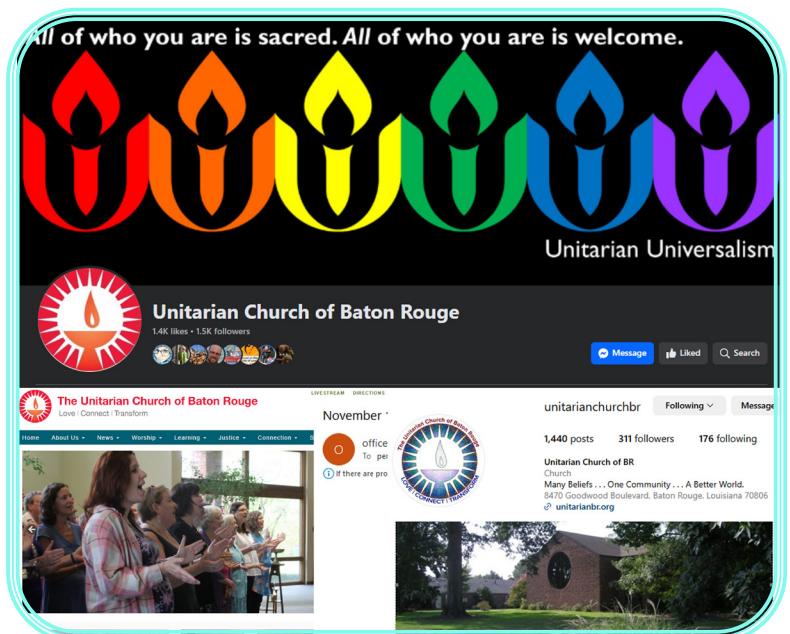 All of who you are is sacred. All of who you are is welcome.
Unitarian Universalism
Unitarian Church of Baton Rouge
1.4K likes • 1.5K followers
Message
Liked
Search
The Unitarian Church of Baton Rouge
Love | Connect | Transform
Home About Us News Worship Learning Justice Connection S
LIVESTREAM DIRECTIONS
November
O
office
To per
If there are pro
The Unitarian Church of Baton Rouge
LOVE | CONNECT | TRANSFORM
unitarianchurchbr Following Message
1,440 posts 311 followers 176 following
Unitarian Church of BR
Church
Many Beliefs . . . One Community . . . A Better World.
8470 Goodwood Boulevard, Baton Rouge, Louisiana 70806
unitarianbr.org